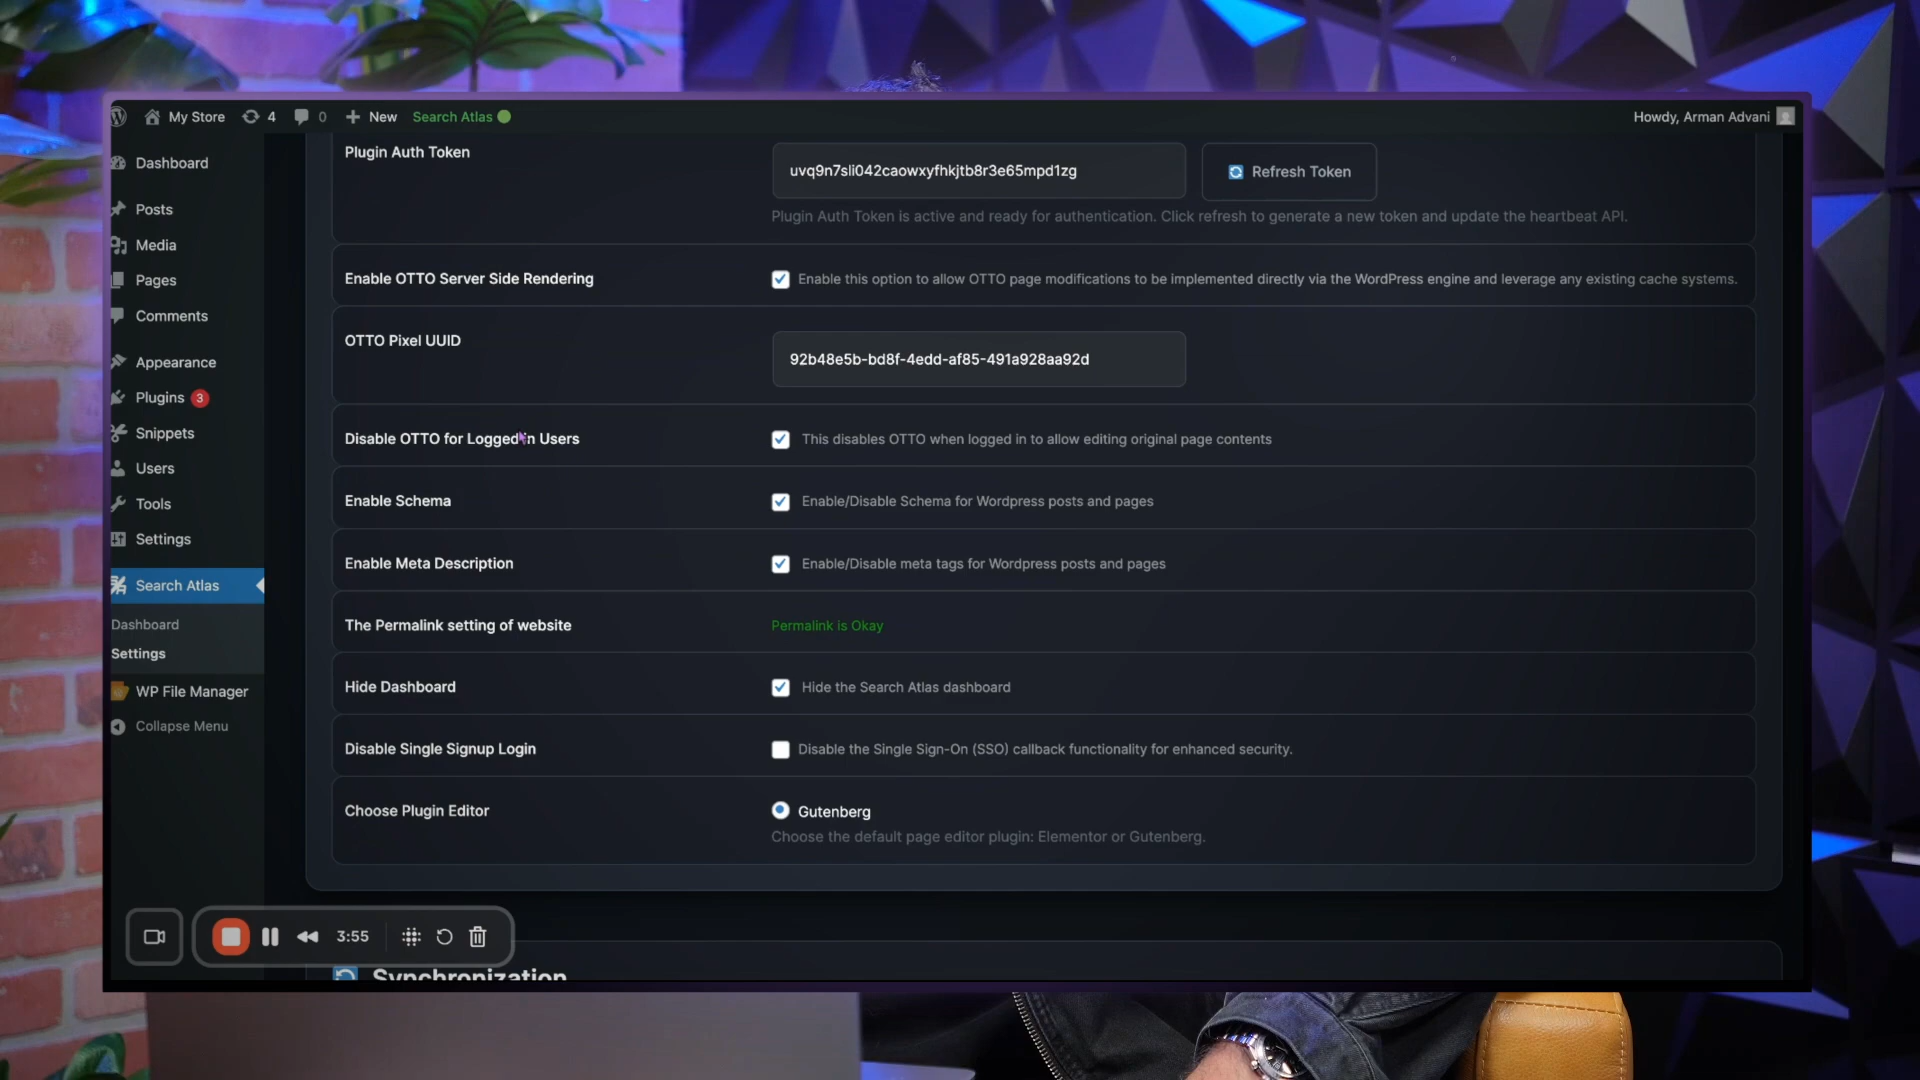 My Store 4 0 New Search Atlas
Howdy, Arman Advani
Dashboard
Posts
Media
Pages
Comments
Appearance
Plugins 3
Snippets
Users
Tools
Settings
Search Atlas
Dashboard
Settings
WP File Manager
Collapse Menu
Plugin Auth Token
uvq9n7sli042caowxyfhkjtb8r3e65mpd1zg
Refresh Token
Plugin Auth Token is active and ready for authentication. Click refresh to generate a new token and update the heartbeat API.
Enable OTTO Server Side Rendering
Enable this option to allow OTTO page modifications to be implemented directly via the WordPress engine and leverage any existing cache systems.
OTTO Pixel UUID
92b48e5b-bd8f-4edd-af85-491a928aa92d
Disable OTTO for Logged in Users
This disables OTTO when logged in to allow editing original page contents
Enable Schema
Enable/Disable Schema for Wordpress posts and pages
Enable Meta Description
Enable/Disable meta tags for Wordpress posts and pages
The Permalink setting of website
Permalink is Okay
Hide Dashboard
Hide the Search Atlas dashboard
Disable Single Signup Login
Disable the Single Sign-On (SSO) callback functionality for enhanced security.
Choose Plugin Editor
Gutenberg
Choose the default page editor plugin: Elementor or Gutenberg.
3:55
Synchronization